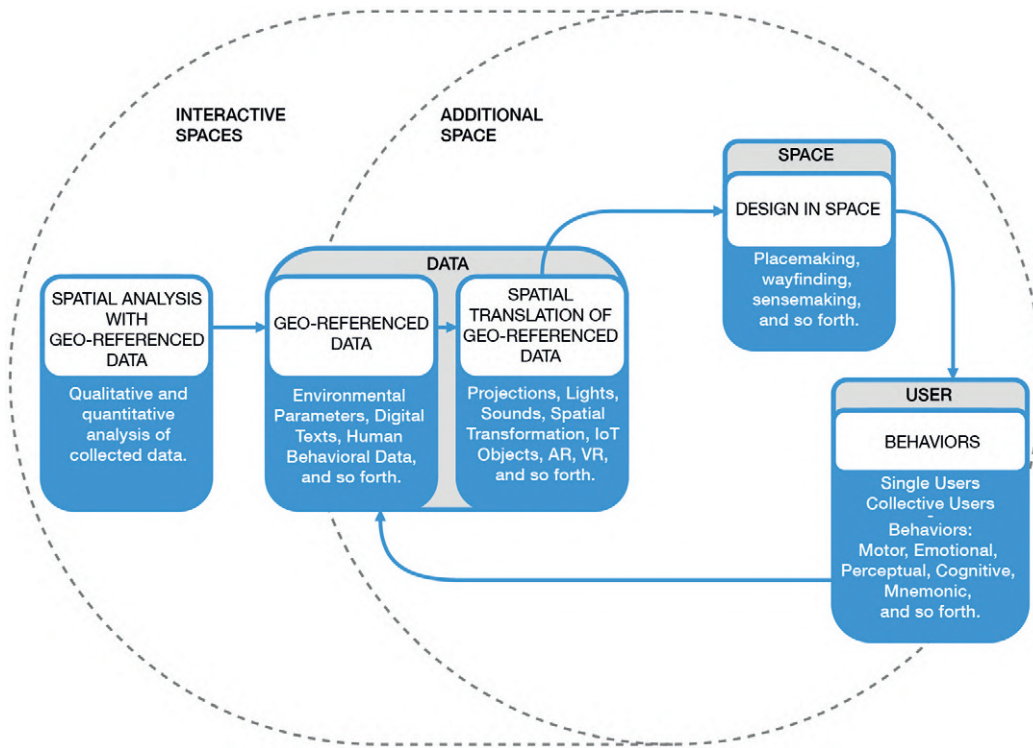 INTERACTIVE
SPACES
ADDITIONAL
SPACE
SPATIAL ANALYSIS
WITH
GEO-REFERENCED
DATA
Qualitative and
quantitative
analysis of
collected data.
DATA
GEO-REFERENCED
DATA
Environmental
Parameters, Digital
Texts, Human
Behavioral Data,
and so forth.
SPATIAL
TRANSLATION OF
GEO-REFERENCED
DATA
Projections, Lights,
Sounds, Spatial
Transformation, IoT
Objects, AR, VR,
and so forth.
SPACE
DESIGN IN SPACE
Placemaking,
wayfinding,
sensemaking,
and so forth.
USER
BEHAVIORS
Single Users
Collective Users
-
Behaviors:
Motor, Emotional,
Perceptual, Cognitive,
Mnemonic,
and so forth.